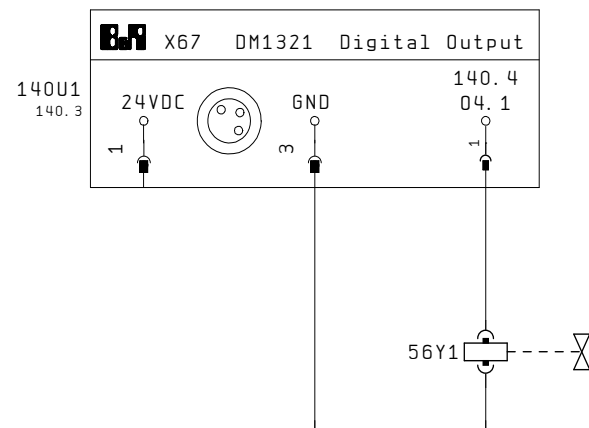 B&R X67 DM1321 Digital Output
140U1
140.3
24VDC
GND
140.4
04.1
1
3
1
56Y1